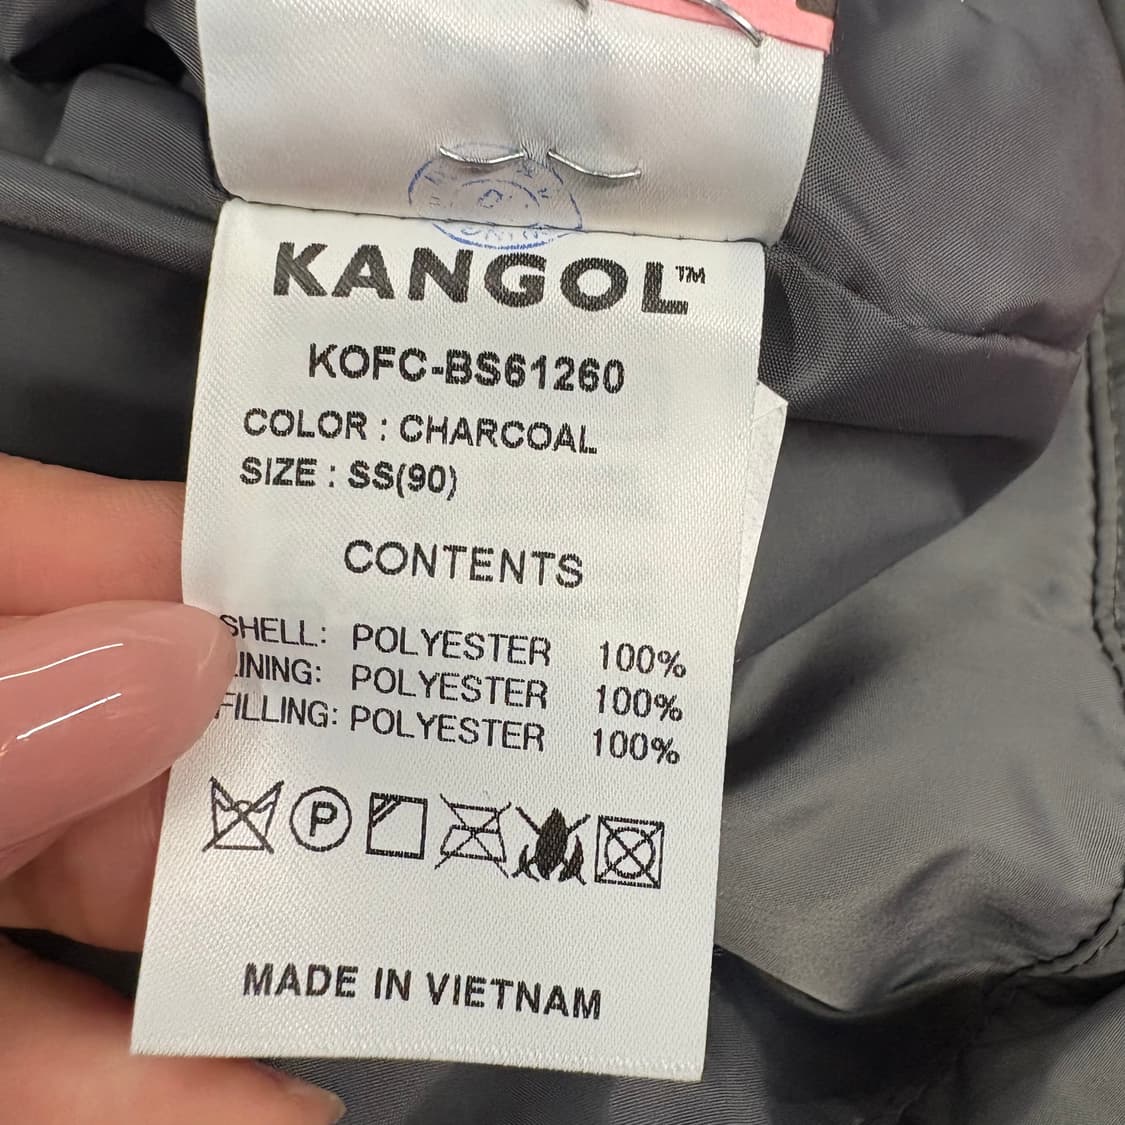 KANGOL™
KOFC-BS61260
COLOR : CHARCOAL
SIZE : SS(90)
CONTENTS
SHELL: POLYESTER 100%
LINING: POLYESTER 100%
FILLING: POLYESTER 100%
P
MADE IN VIETNAM